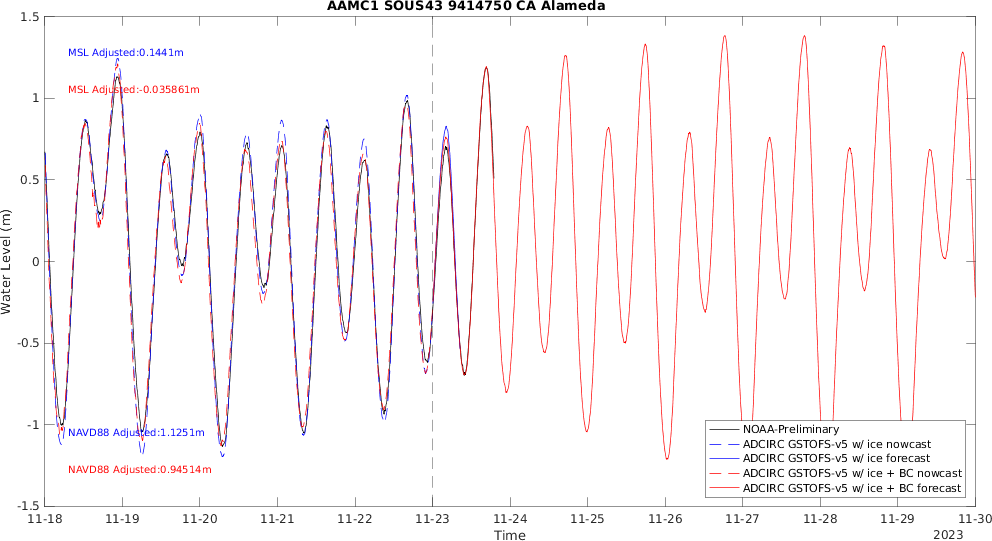 AAMC1 SOUS43 9414750 CA Alameda
1.5
MSL Adjusted:0.1441m
MSL Adjusted:-0.035861m
1
0.5
0
-0.5
-1
-1.5
Water Level (m)
NAVD88 Adjusted:1.1251m
NAVD88 Adjusted:0.94514m
NOAA-Preliminary
ADCIRC GSTOFS-v5 w/ ice nowcast
ADCIRC GSTOFS-v5 w/ ice forecast
ADCIRC GSTOFS-v5 w/ ice + BC nowcast
ADCIRC GSTOFS-v5 w/ ice + BC forecast
11-18 11-19 11-20 11-21 11-22 11-23 11-24 11-25 11-26 11-27 11-28 11-29 11-30
Time
2023